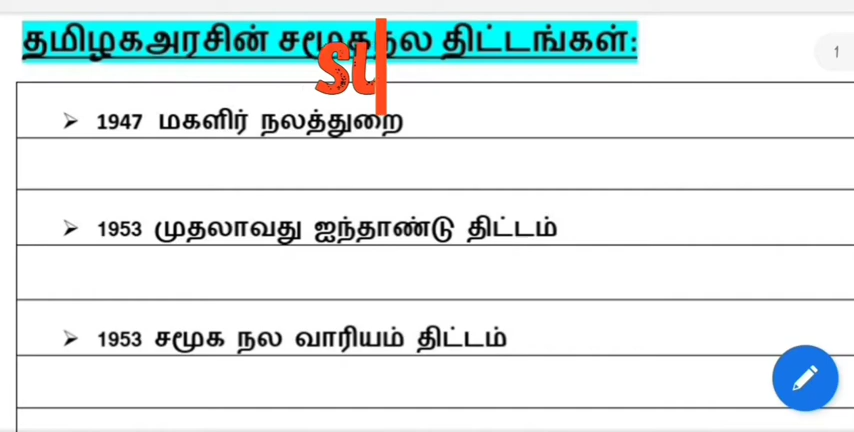 தமிழகஅரசின் சமூகநல திட்டங்கள்:
SU
1
➤ 1947 மகளிர் நலத்துறை
➤ 1953 முதலாவது ஐந்தாண்டு திட்டம்
➤ 1953 சமூக நல வாரியம் திட்டம்